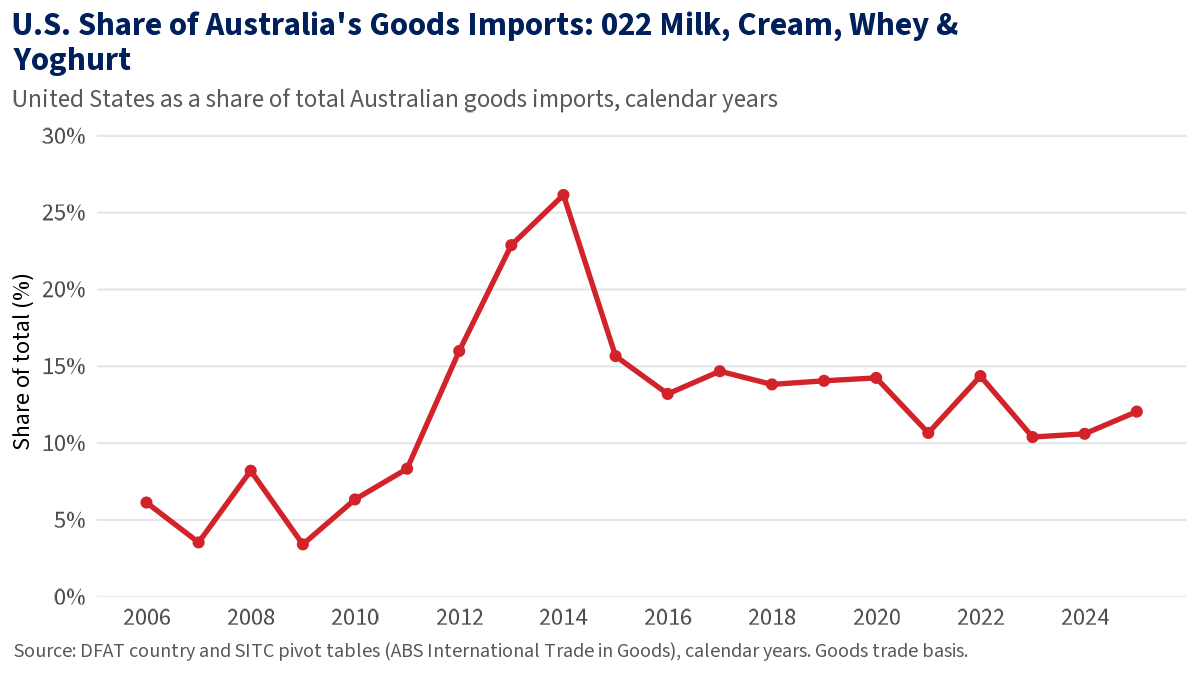 U.S. Share of Australia's Goods Imports: 022 Milk, Cream, Whey &
Yoghurt
United States as a share of total Australian goods imports, calendar years
Share of total (%)
30%
25%
20%
15%
10%
5%
0%
2006 2008 2010 2012 2014 2016 2018 2020 2022 2024
Source: DFAT country and SITC pivot tables (ABS International Trade in Goods), calendar years. Goods trade basis.